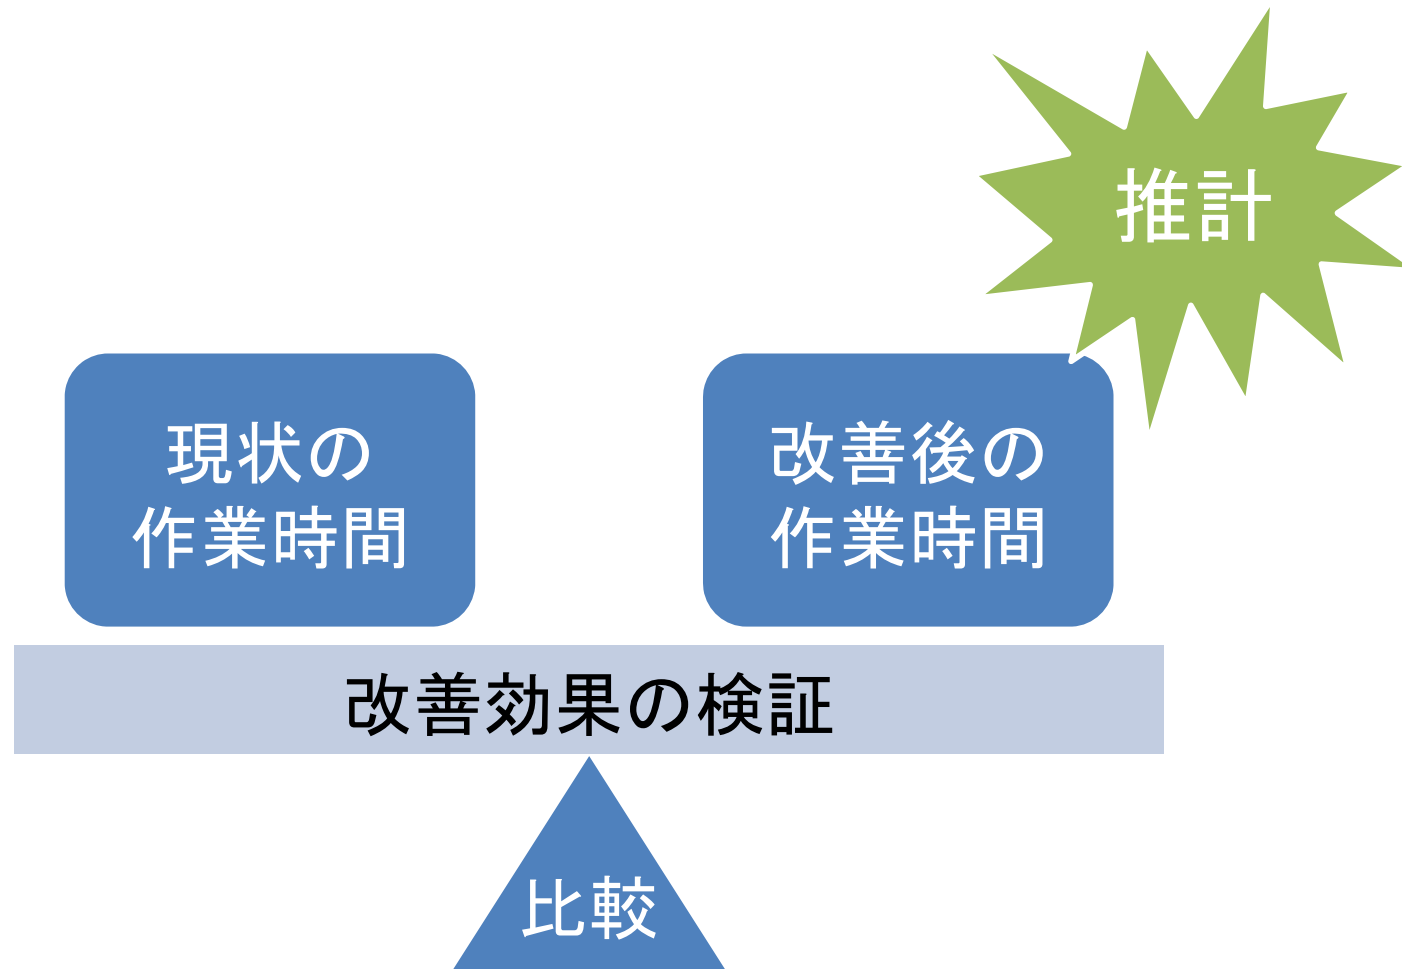 推計
現状の
作業時間
改善後の
作業時間
改善効果の検証
比較